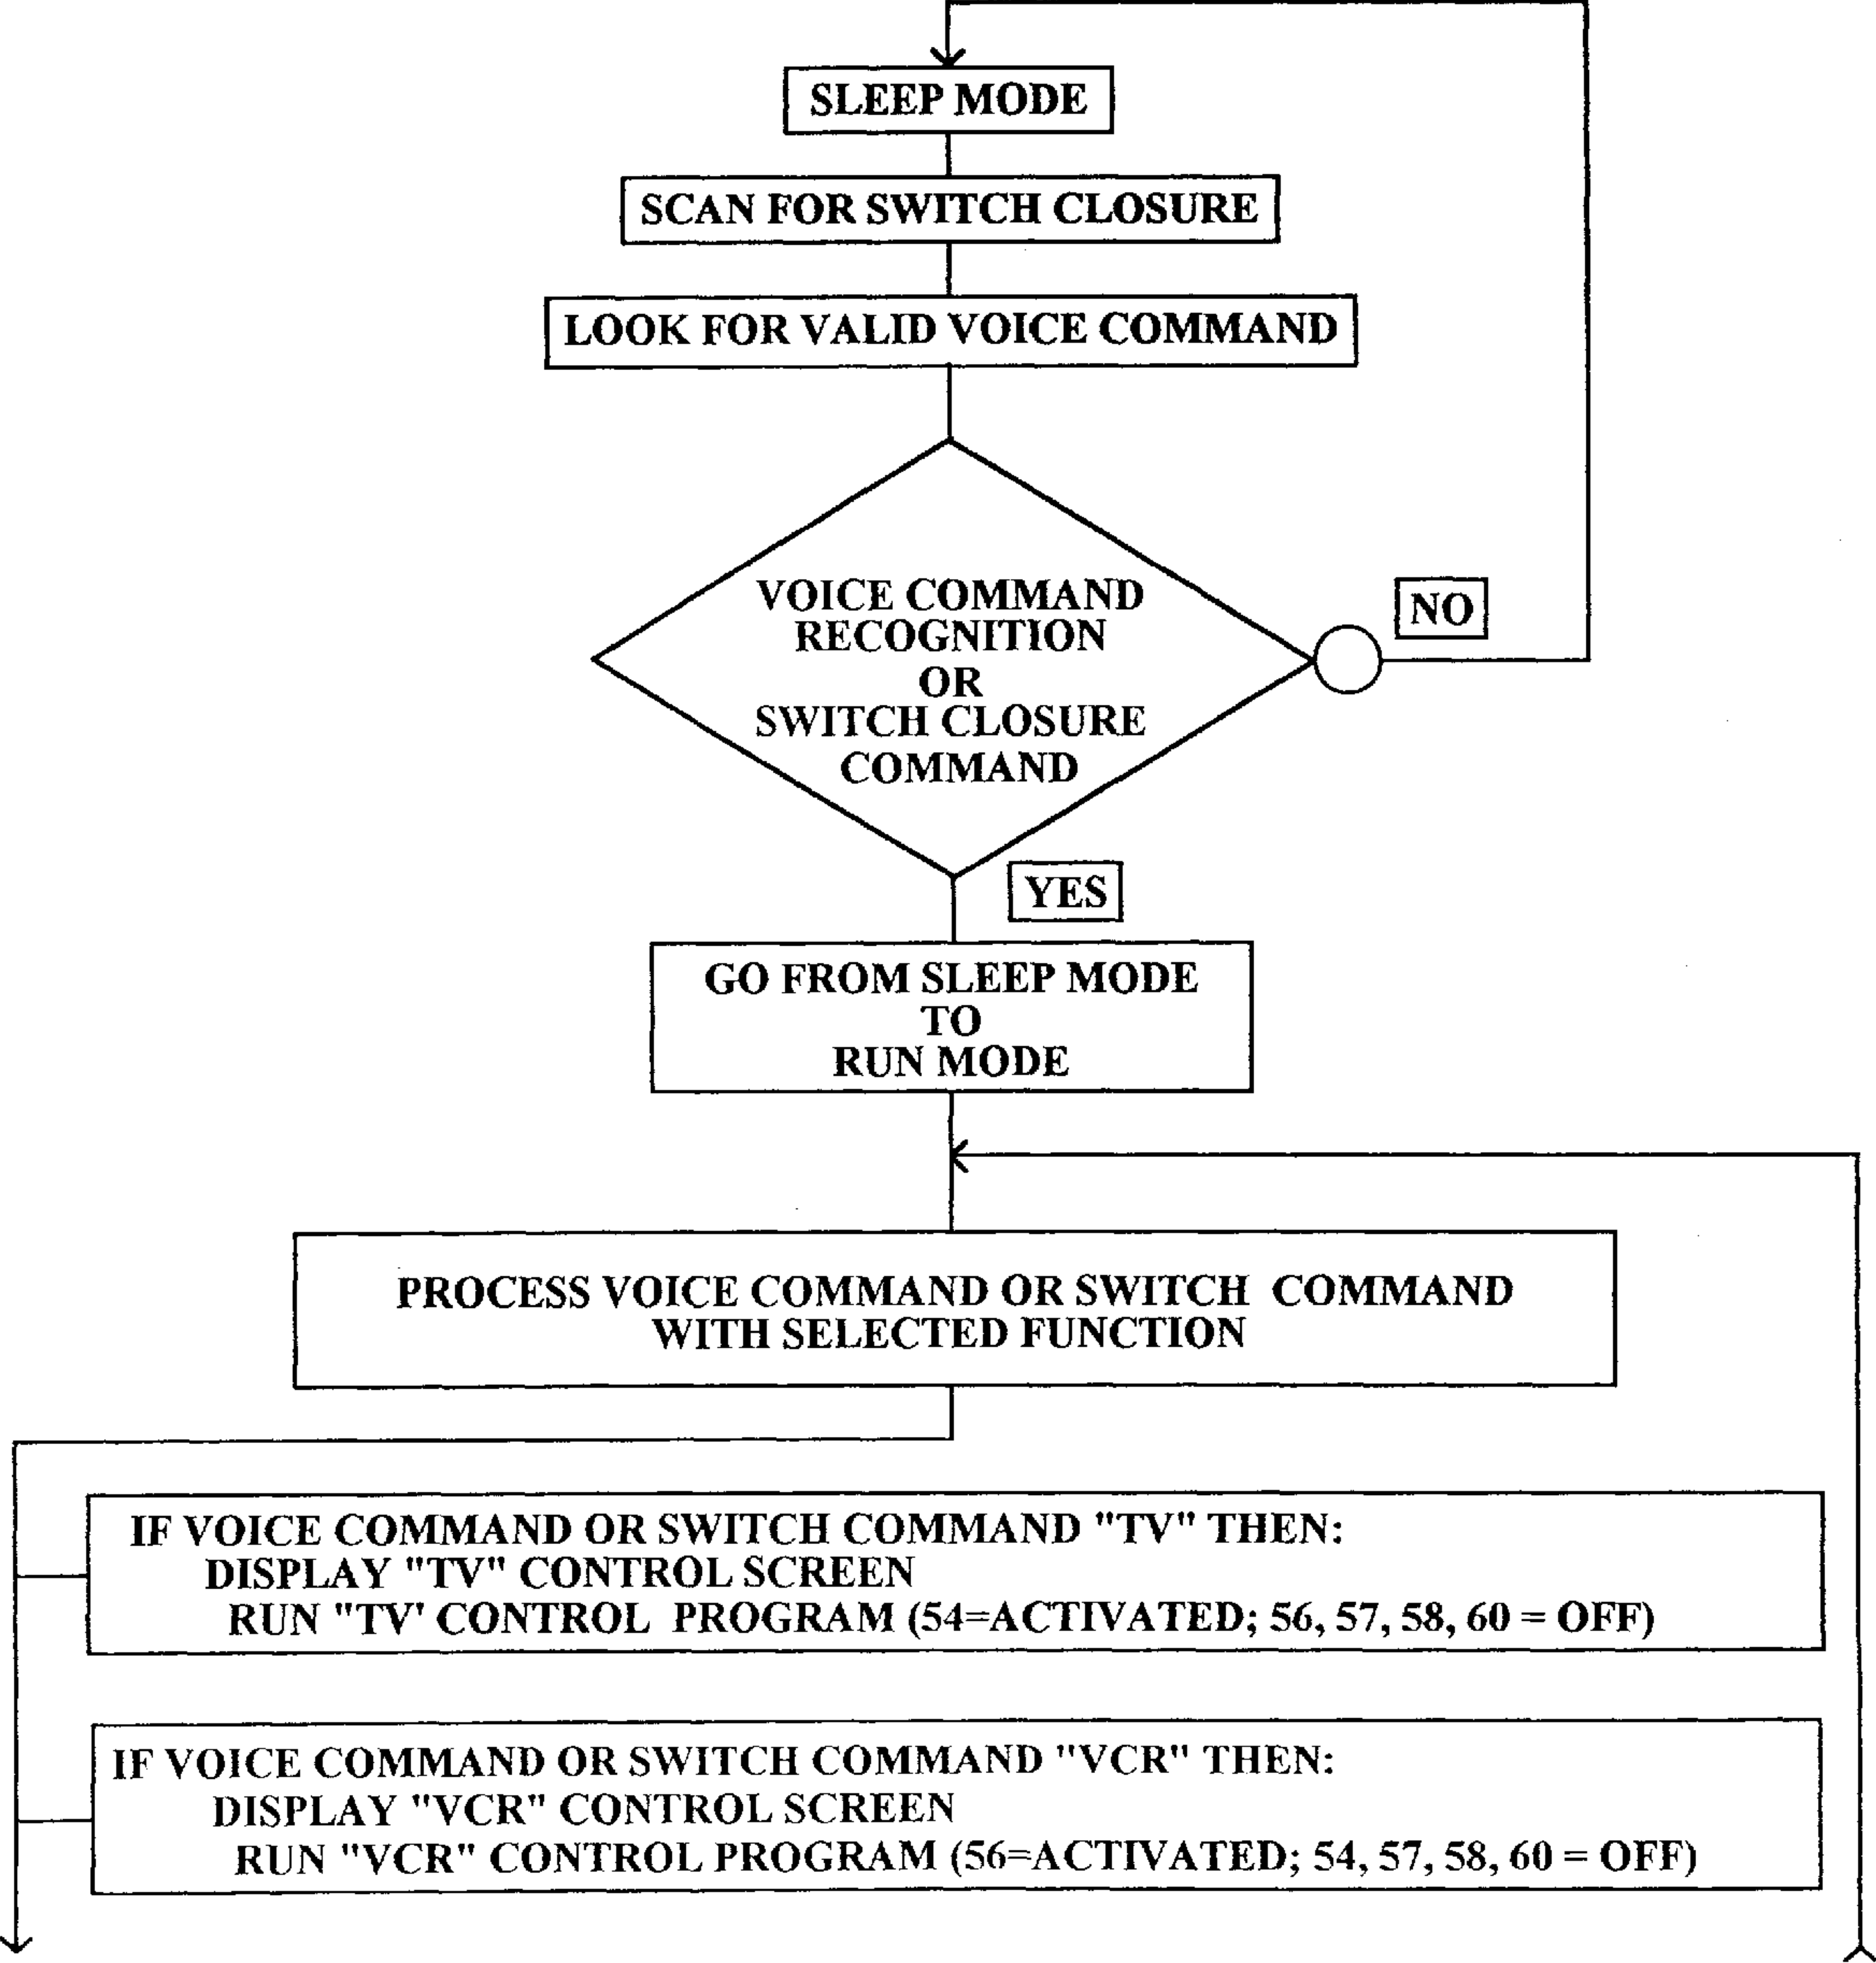 SLEEP MODE
SCAN FOR SWITCH CLOSURE
LOOK FOR VALID VOICE COMMAND
VOICE COMMAND
RECOGNITION
OR
SWITCH CLOSURE
COMMAND
NO
YES
GO FROM SLEEP MODE
TO
RUN MODE
PROCESS VOICE COMMAND OR SWITCH COMMAND
WITH SELECTED FUNCTION
IF VOICE COMMAND OR SWITCH COMMAND "TV" THEN:
DISPLAY "TV" CONTROL SCREEN
RUN "TV' CONTROL PROGRAM (54=ACTIVATED; 56, 57, 58, 60 = OFF)
IF VOICE COMMAND OR SWITCH COMMAND "VCR" THEN:
DISPLAY "VCR" CONTROL SCREEN
RUN "VCR" CONTROL PROGRAM (56=ACTIVATED; 54, 57, 58, 60 = OFF)